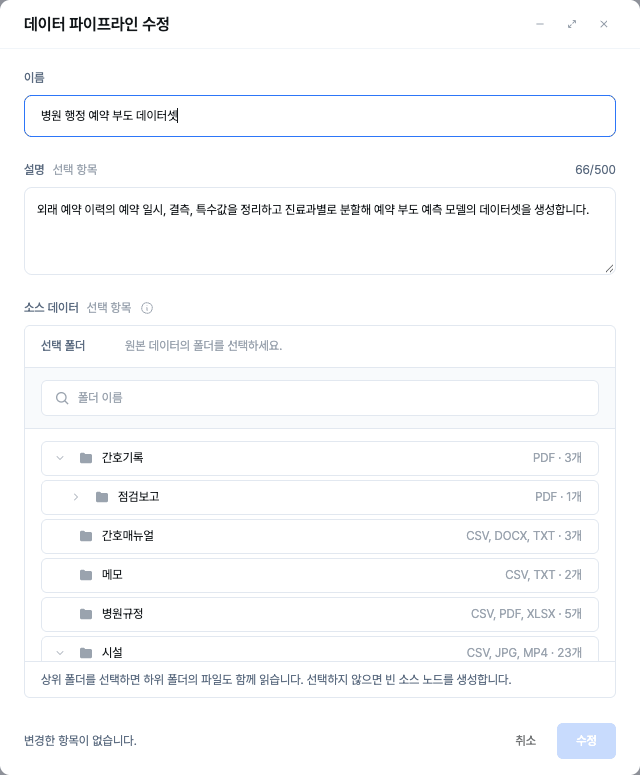 데이터 파이프라인 수정
이름
병원 행정 예약 부도 데이터셋
설명 선택 항목 66/500
외래 예약 이력의 예약 일시, 결측, 특수값을 정리하고 진료과별로 분할해 예약 부도 예측 모델의 데이터셋을 생성합니다.
소스 데이터 선택 항목
선택 폴더 원본 데이터의 폴더를 선택하세요.
폴더 이름
간호기록 PDF · 3개
점검보고 PDF · 1개
간호매뉴얼 CSV, DOCX, TXT · 3개
메모 CSV, TXT · 2개
병원규정 CSV, PDF, XLSX · 5개
시설 CSV, JPG, MP4 · 23개
상위 폴더를 선택하면 하위 폴더의 파일도 함께 읽습니다. 선택하지 않으면 빈 소스 노드를 생성합니다.
변경한 항목이 없습니다. 취소 수정